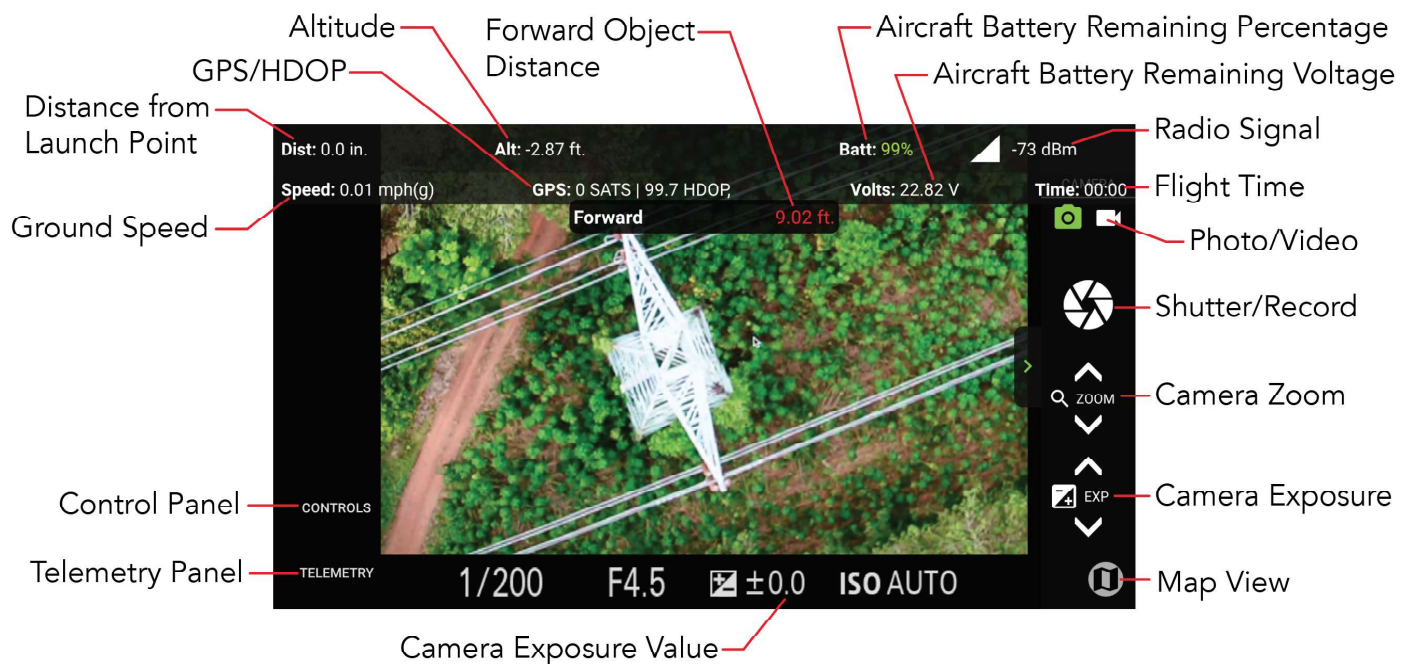 Altitude
Forward Object
Distance
Aircraft Battery Remaining Percentage
GPS/HDOP
Aircraft Battery Remaining Voltage
Distance from
Launch Point
Radio Signal
Dist: 0.0 in.
Alt: -2.87 ft.
Batt: 99%
-73 dBm
CAMERA
Speed: 0.01 mph(g)
GPS: 0 SATS | 99.7 HDOP,
Volts: 22.82 V
Time: 00:00
Flight Time
Ground Speed
Forward 9.02 ft.
Photo/Video
Shutter/Record
ZOOM
Camera Zoom
EXP
Camera Exposure
Control Panel
CONTROLS
Telemetry Panel
TELEMETRY
1/200 F4.5 ±0.0 ISO AUTO
Map View
Camera Exposure Value